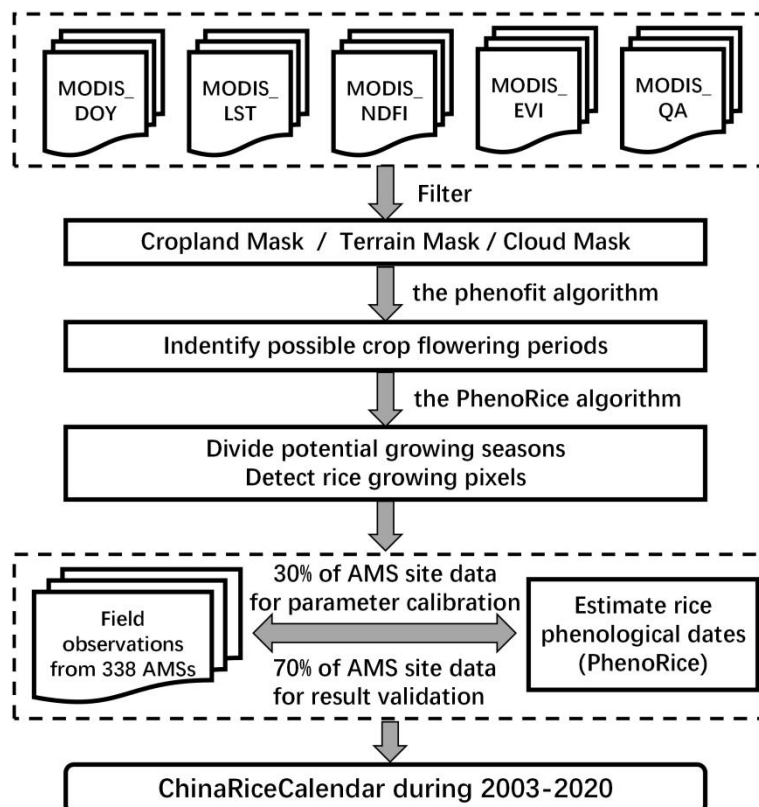 MODIS_
DOY
MODIS_
LST
MODIS_
NDFI
MODIS_
EVI
MODIS_
QA
Filter
Cropland Mask / Terrain Mask / Cloud Mask
the phenofit algorithm
Indentify possible crop flowering periods
the PhenoRice algorithm
Divide potential growing seasons
Detect rice growing pixels
Field
observations
from 338 AMSs
30% of AMS site data
for parameter calibration
70% of AMS site data
for result validation
Estimate rice
phenological dates
(PhenoRice)
ChinaRiceCalendar during 2003-2020